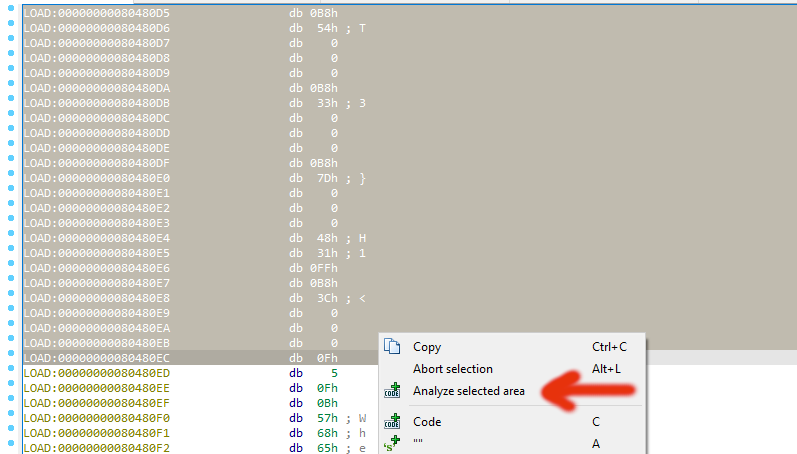 LOAD:00000000080480D5 db 0B8h
LOAD:00000000080480D6 db 54h ; T
LOAD:00000000080480D7 db 0
LOAD:00000000080480D8 db 0
LOAD:00000000080480D9 db 0
LOAD:00000000080480DA db 0B8h
LOAD:00000000080480DB db 33h ; 3
LOAD:00000000080480DC db 0
LOAD:00000000080480DD db 0
LOAD:00000000080480DE db 0
LOAD:00000000080480DF db 0B8h
LOAD:00000000080480E0 db 7Dh ; }
LOAD:00000000080480E1 db 0
LOAD:00000000080480E2 db 0
LOAD:00000000080480E3 db 0
LOAD:00000000080480E4 db 48h ; H
LOAD:00000000080480E5 db 31h ; 1
LOAD:00000000080480E6 db 0FFh
LOAD:00000000080480E7 db 0B8h
LOAD:00000000080480E8 db 3Ch ; <
LOAD:00000000080480E9 db 0
LOAD:00000000080480EA db 0
LOAD:00000000080480EB db 0
LOAD:00000000080480EC db 0Fh
LOAD:00000000080480ED db 5
LOAD:00000000080480EE db 0Fh
LOAD:00000000080480EF db 0Bh
LOAD:00000000080480F0 db 57h ; W
LOAD:00000000080480F1 db 68h ; h
LOAD:00000000080480F2 db 65h ; e
Copy Ctrl+C
Abort selection Alt+L
Analyze selected area
Code C
"" A